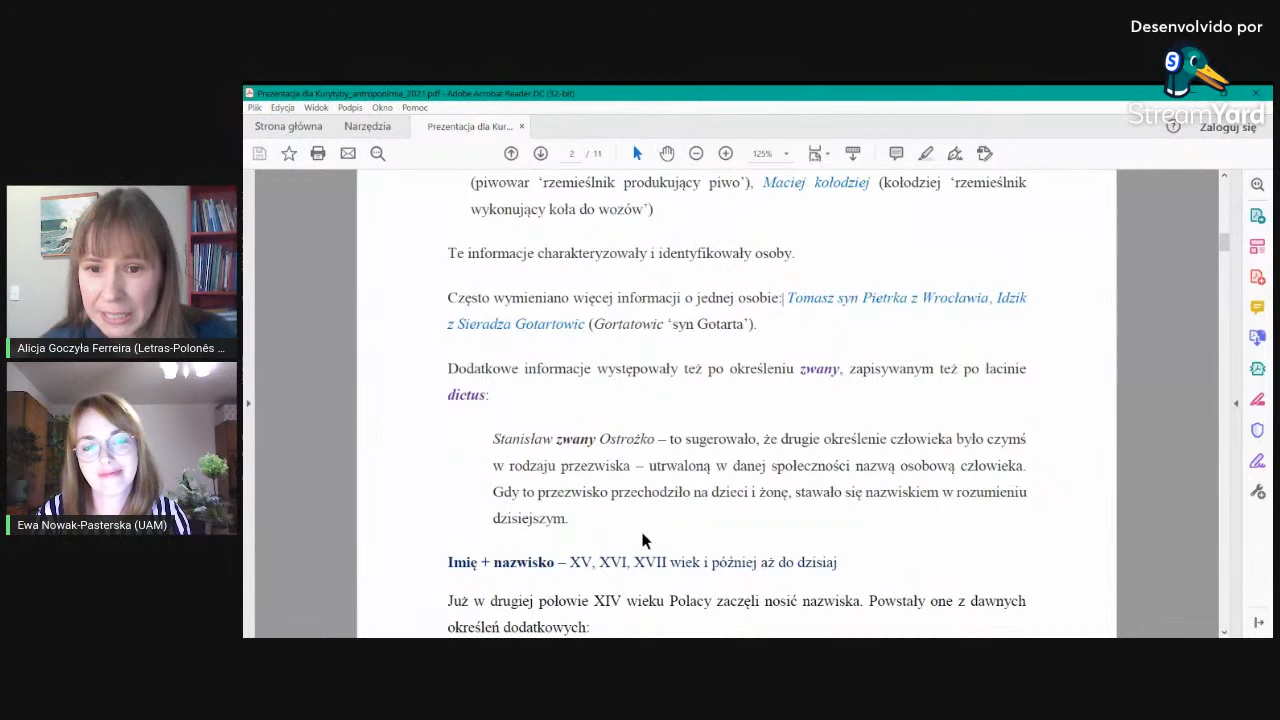 Desenvolvido por
StreamYard
Prezentacja dla Kurytyby_antroponimia_2021.pdf - Adobe Acrobat Reader DC (32-bit)
Plik Edycja Widok Podpis Okno Pomoc
Strona główna Narzędzia Prezentacja dla Kur... ×
Zaloguj się
2 / 11 125%
(piwowar ‘rzemieślnik produkujący piwo’), Maciej kołodziej (kołodziej ‘rzemieślnik
wykonujący koła do wozów’)
Te informacje charakteryzowały i identyfikowały osoby.
Często wymieniano więcej informacji o jednej osobie: Tomasz syn Pietrka z Wrocławia, Idzik
z Sieradza Gotartowic (Gortatowic ‘syn Gotarta’).
Dodatkowe informacje występowały też po określeniu zwany, zapisywanym też po łacinie
dictus:
Stanisław zwany Ostrożko – to sugerowało, że drugie określenie człowieka było czymś
w rodzaju przezwiska – utrwaloną w danej społeczności nazwą osobową człowieka.
Gdy to przezwisko przechodziło na dzieci i żonę, stawało się nazwiskiem w rozumieniu
dzisiejszym.
Imię + nazwisko – XV, XVI, XVII wiek i później aż do dzisiaj
Już w drugiej połowie XIV wieku Polacy zaczęli nosić nazwiska. Powstały one z dawnych
określeń dodatkowych:
Alicja Goczyła Ferreira (Letras-Polonês ...
Ewa Nowak-Pasterska (UAM)